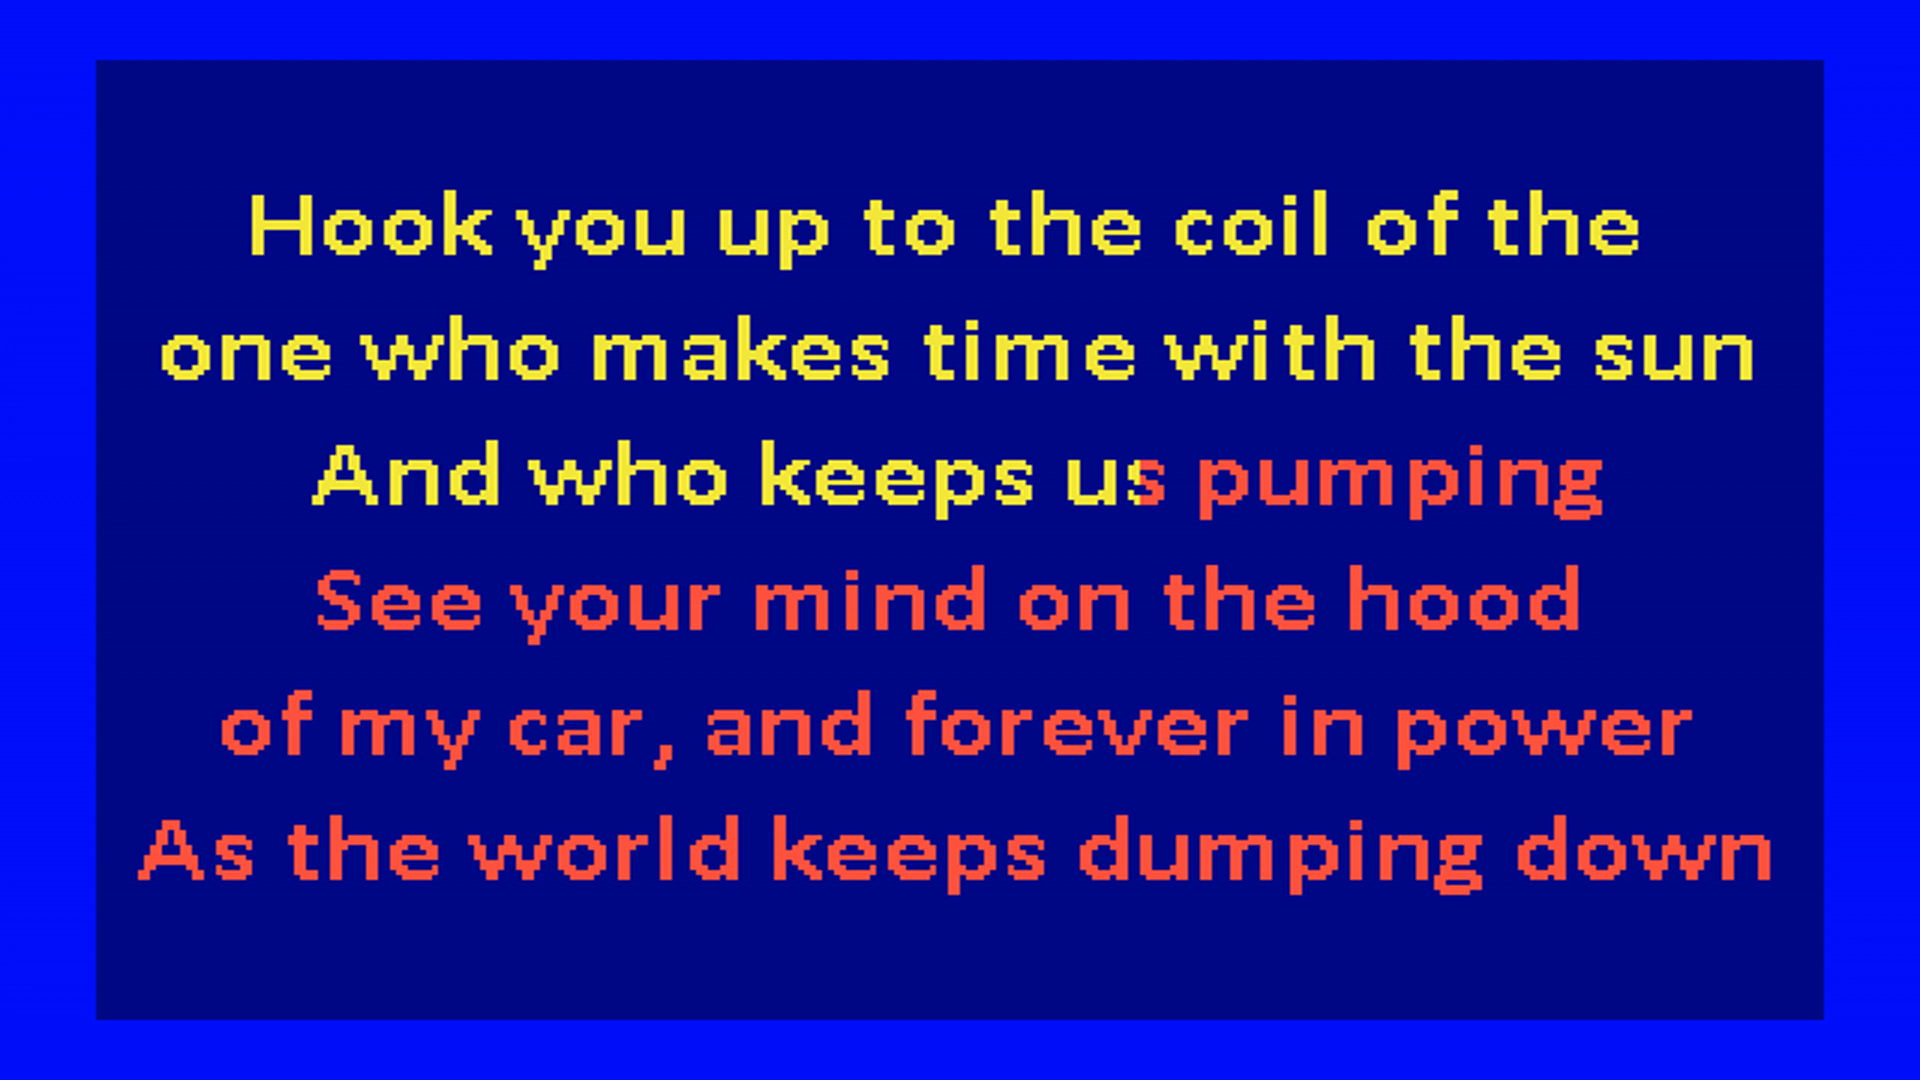 Hook you up to the coil of the
one who makes time with the sun
And who keeps us pumping
See your mind on the hood
of my car, and forever in power
As the world keeps dumping down